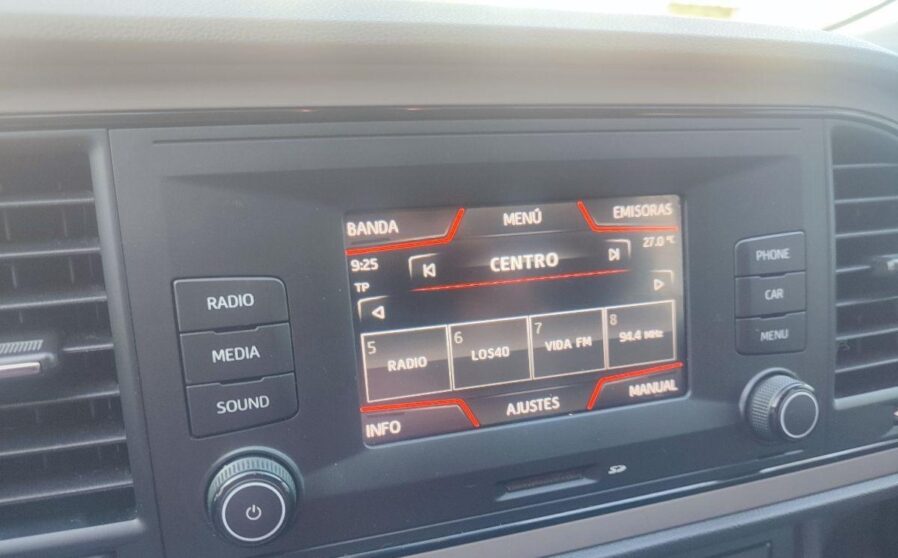 BANDA
MENÚ
EMISORAS
9:25
CENTRO
27.0 °C
TP
5 RADIO
6 LOS40
7 VIDA FM
8 94.4 MHz
INFO
AJUSTES
MANUAL
RADIO
MEDIA
SOUND
PHONE
CAR
MENU
SD